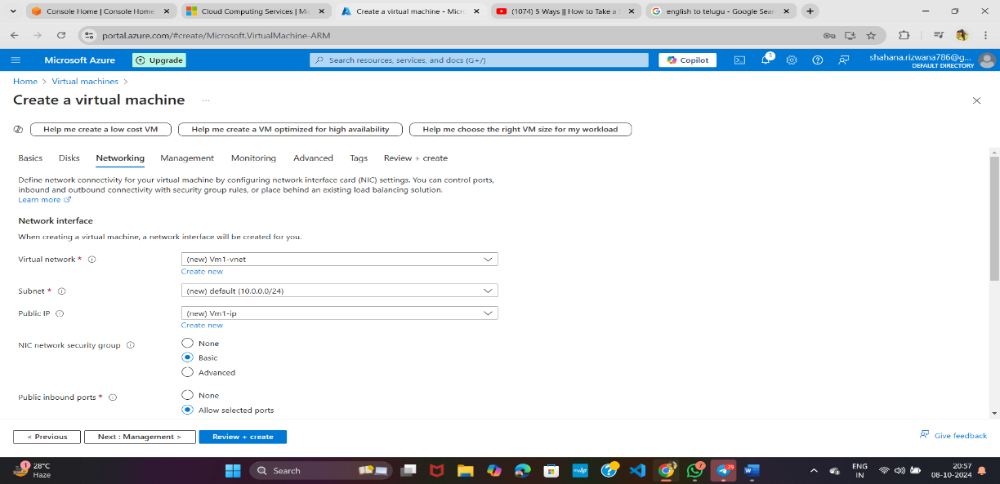 Console Home | Console Home
Cloud Computing Services | Mic
Create a virtual machine - Micro
(1074) 5 Ways || How to Take a S
english to telugu - Google Sear
portal.azure.com/#create/Microsoft.VirtualMachine-ARM
Microsoft Azure
Upgrade
Search resources, services, and docs (G+/)
Copilot
3
shahana.rizwana786@g...
DEFAULT DIRECTORY
Home > Virtual machines >
Create a virtual machine ...
Help me create a low cost VM
Help me create a VM optimized for high availability
Help me choose the right VM size for my workload
Basics Disks Networking Management Monitoring Advanced Tags Review + create
Define network connectivity for your virtual machine by configuring network interface card (NIC) settings. You can control ports,
inbound and outbound connectivity with security group rules, or place behind an existing load balancing solution.
Learn more
Network interface
When creating a virtual machine, a network interface will be created for you.
Virtual network *
(new) Vm1-vnet
Create new
Subnet *
(new) default (10.0.0.0/24)
Public IP
(new) Vm1-ip
Create new
NIC network security group
None
Basic
Advanced
Public inbound ports *
None
Allow selected ports
< Previous
Next : Management >
Review + create
Give feedback
1
28°C
Haze
Search
7
29
ENG
IN
20:57
08-10-2024